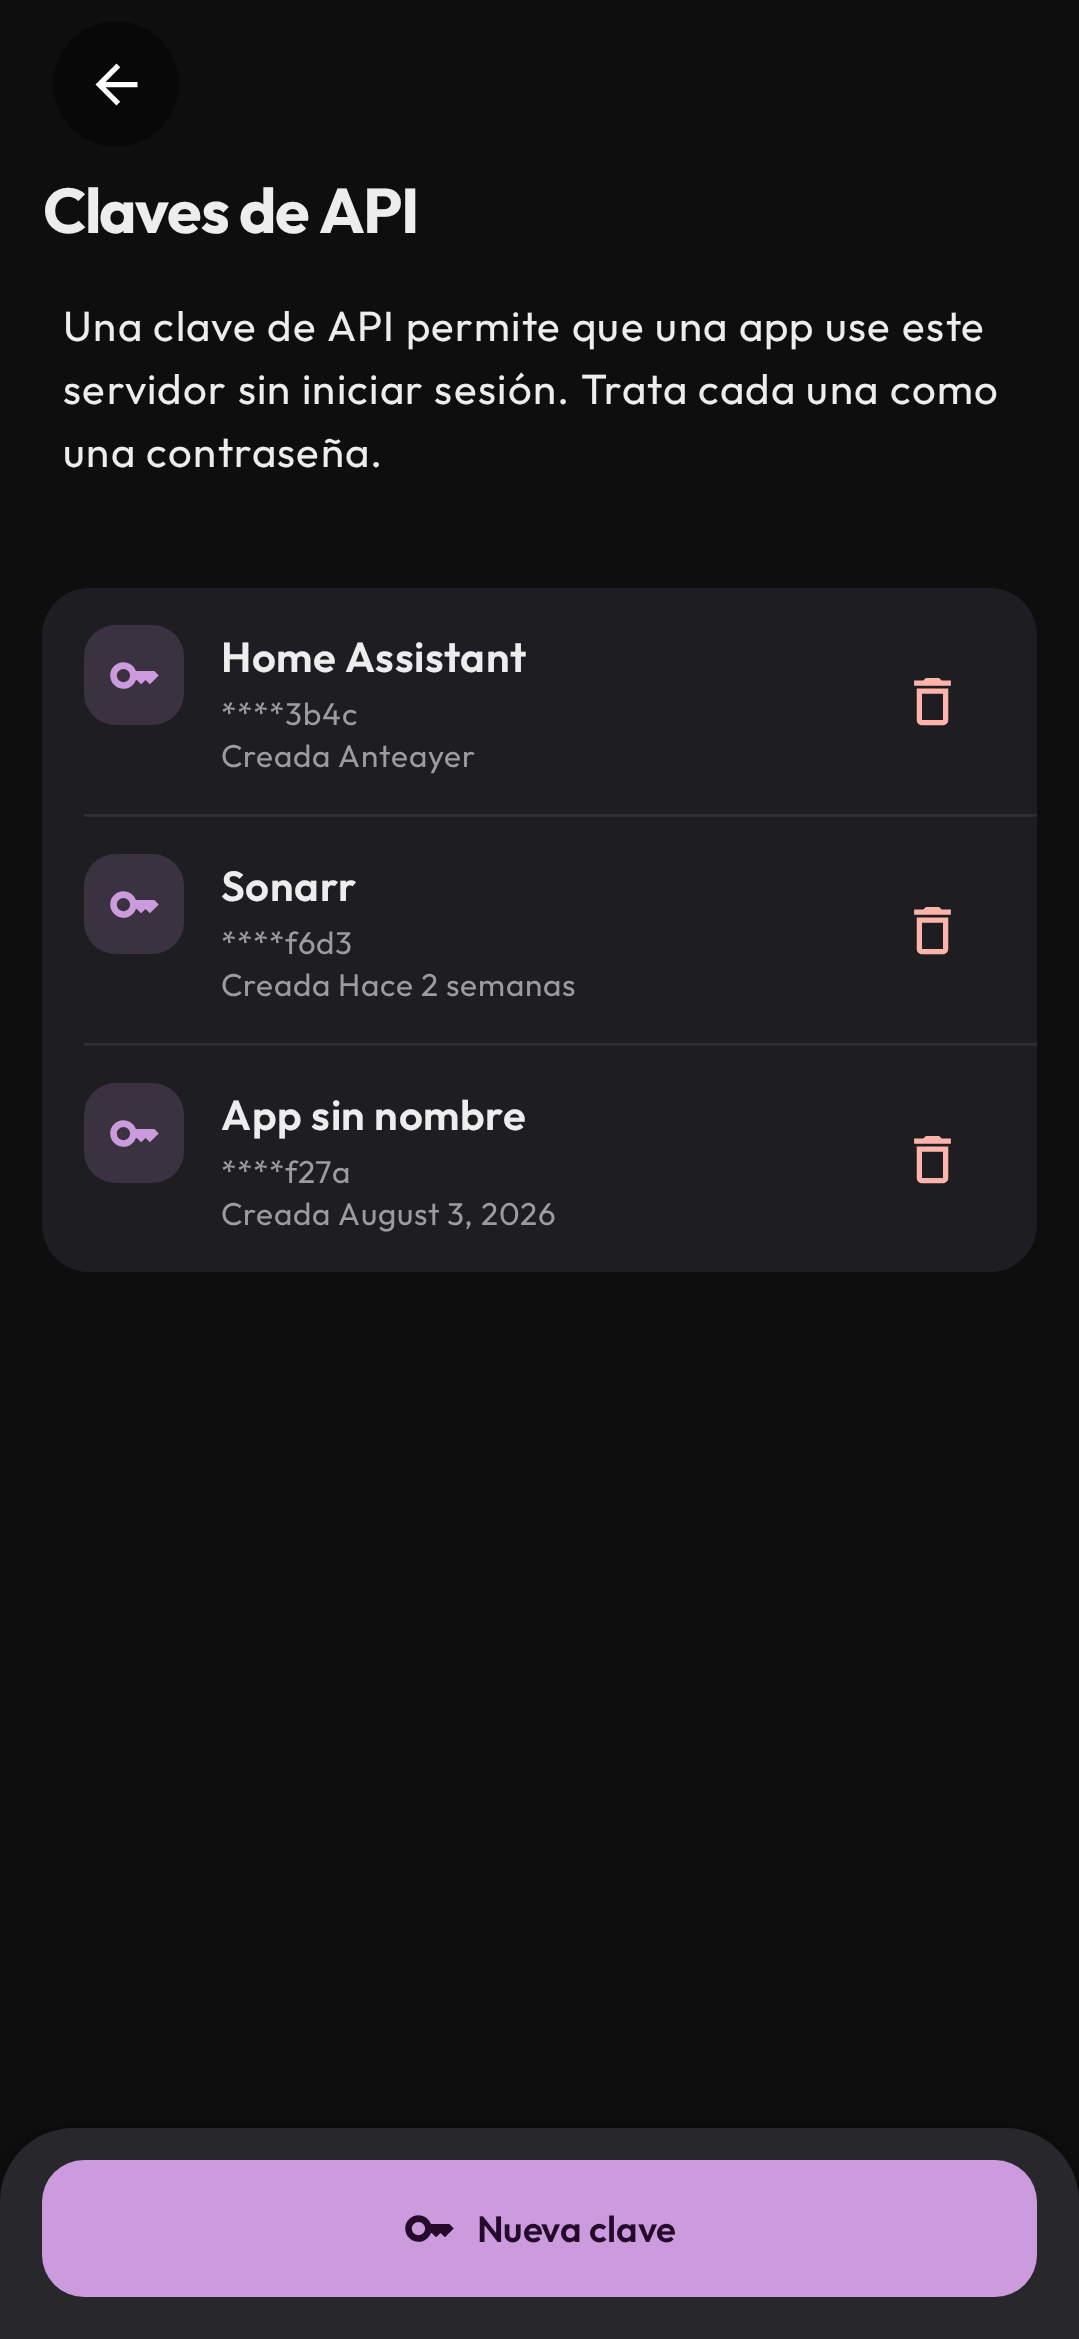 Claves de API
Una clave de API permite que una app use este
servidor sin iniciar sesión. Trata cada una como
una contraseña.
Home Assistant
****3b4c
Creada Anteayer
Sonarr
****f6d3
Creada Hace 2 semanas
App sin nombre
****f27a
Creada August 3, 2026
Nueva clave